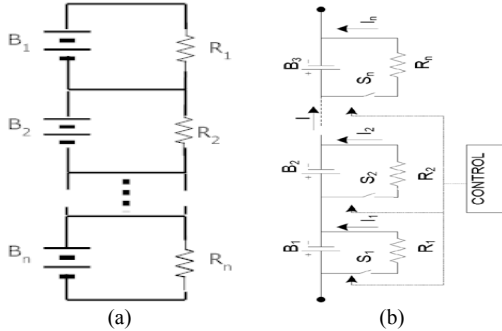 B1
R1
B2
R2
Bn
Rn
(a)
In
B3
Sn
Rn
I
I2
B2
S2
R2
I1
B1
S1
R1
CONTROL
(b)